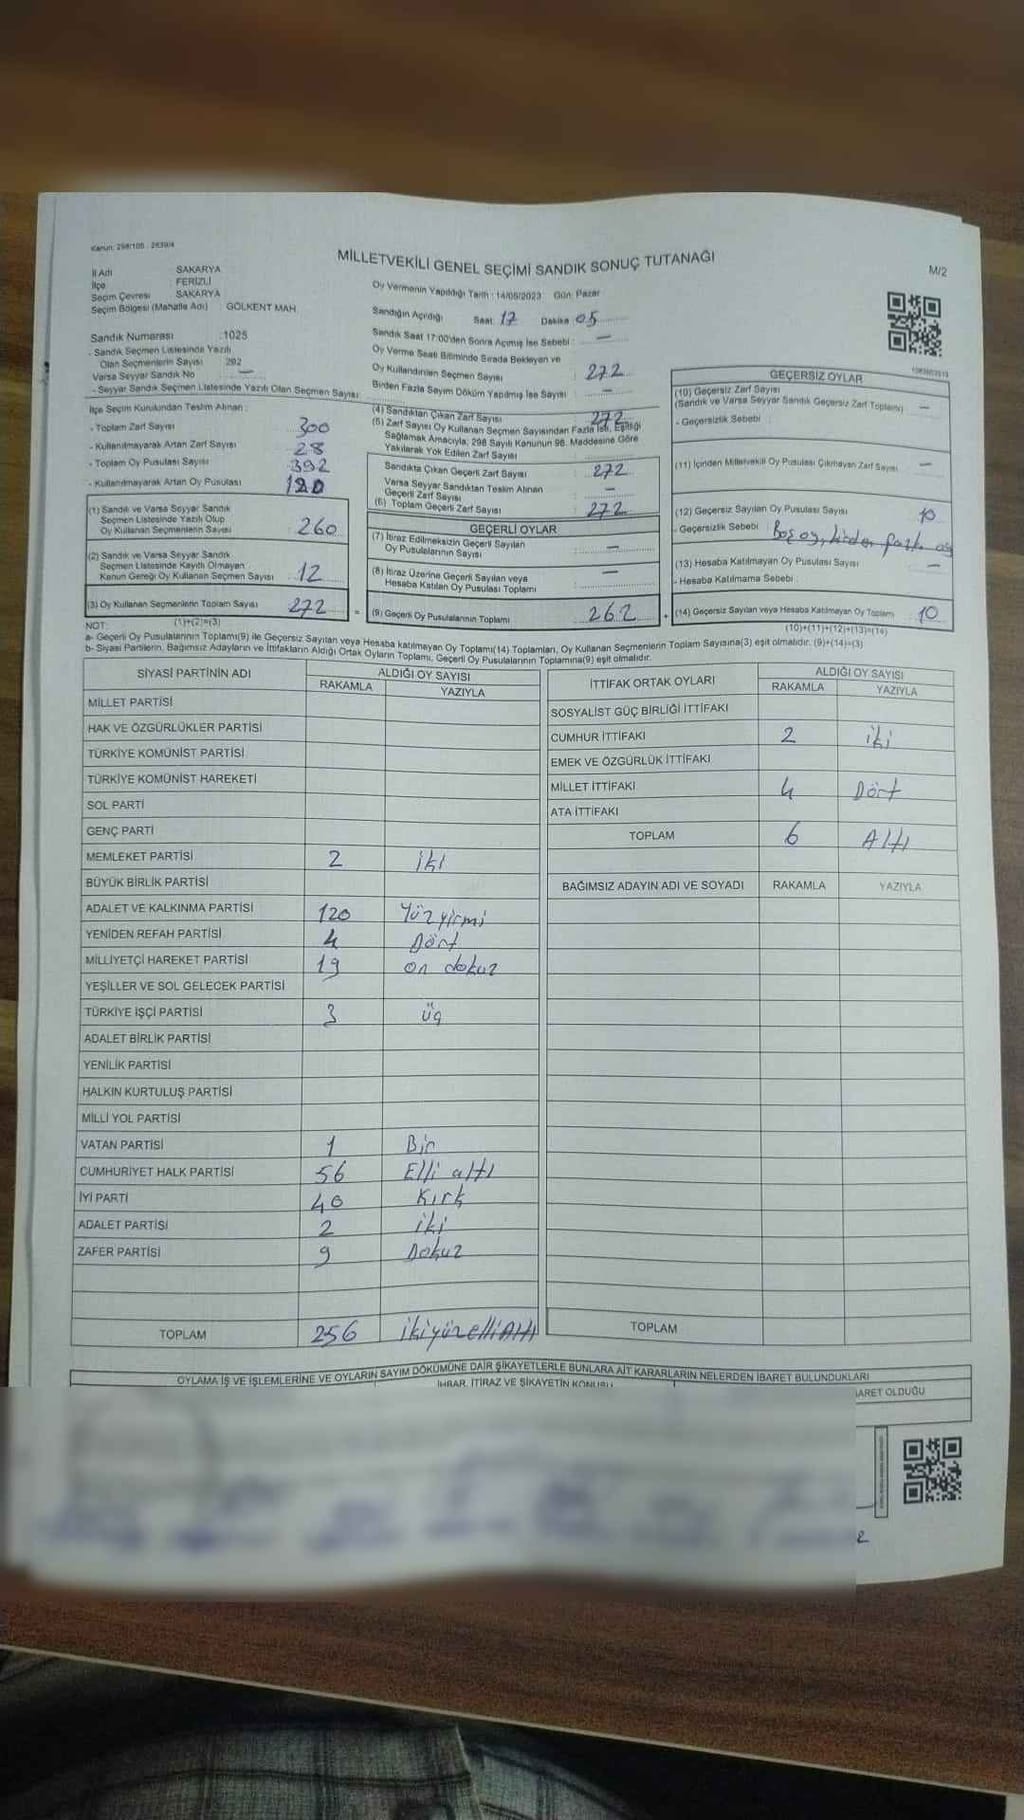 Kanun: 298/105 - 2839/4
MİLLETVEKİLİ GENEL SEÇİMİ SANDIK SONUÇ TUTANAĞI
M/2
İl Adı : SAKARYA
İlçe : FERİZLİ
Seçim Çevresi : SAKARYA
Seçim Bölgesi (Mahalle Adı) : GÖLKENT MAH
Sandık Numarası : 1025
- Sandık Seçmen Listesinde Yazılı
Olan Seçmenlerin Sayısı : 292
Varsa Seyyar Sandık No —
- Seyyar Sandık Seçmen Listesinde Yazılı Olan Seçmen Sayısı:
Oy Vermenin Yapıldığı Tarih : 14/05/2023 Gün: Pazar
Sandığın Açıldığı Saat: 17 Dakika 05
Sandık Saat 17:00'den Sonra Açılmış İse Sebebi : —
Oy Verme Saati Bitiminde Sırada Bekleyen ve
Oy Kullandırılan Seçmen Sayısı : 272
Birden Fazla Sayım Döküm Yapılmış İse Sayısı : —
İlçe Seçim Kurulundan Teslim Alınan :
- Toplam Zarf Sayısı : 300
- Kullanılmayarak Artan Zarf Sayısı : 28
- Toplam Oy Pusulası Sayısı : 392
- Kullanılmayarak Artan Oy Pusulası : 120
(1) Sandık ve Varsa Seyyar Sandık
Seçmen Listesinde Yazılı Olup
Oy Kullanan Seçmenlerin Sayısı : 260
(2) Sandık ve Varsa Seyyar Sandık
Seçmen Listesinde Kayıtlı Olmayan
Kanun Gereği Oy Kullanan Seçmen Sayısı : 12
(3) Oy Kullanan Seçmenlerin Toplam Sayısı : 272
(1)+(2)=(3)
(4) Sandıktan Çıkan Zarf Sayısı : 272
(5) Zarf Sayısı Oy Kullanan Seçmen Sayısından Fazla İse, Eşitliği
Sağlamak Amacıyla; 298 Sayılı Kanunun 98. Maddesine Göre
Yakılarak Yok Edilen Zarf Sayısı :
Sandıkta Çıkan Geçerli Zarf Sayısı : 272
Varsa Seyyar Sandıktan Teslim Alınan
Geçerli Zarf Sayısı : —
(6) Toplam Geçerli Zarf Sayısı : 272
GEÇERLİ OYLAR
(7) İtiraz Edilmeksizin Geçerli Sayılan
Oy Pusulalarının Sayısı : —
(8) İtiraz Üzerine Geçerli Sayılan veya
Hesaba Katılan Oy Pusulası Toplamı : —
(9) Geçerli Oy Pusulalarının Toplamı : 262
GEÇERSİZ OYLAR
(10) Geçersiz Zarf Sayısı
(Sandık ve Varsa Seyyar Sandık Geçersiz Zarf Toplamı) : —
- Geçersizlik Sebebi :
(11) İçinden Milletvekili Oy Pusulası Çıkmayan Zarf Sayısı : —
(12) Geçersiz Sayılan Oy Pusulası Sayısı : 10
- Geçersizlik Sebebi : Boş oy, birden fazla oy
(13) Hesaba Katılmayan Oy Pusulası Sayısı : —
- Hesaba Katılmama Sebebi :
(14) Geçersiz Sayılan veya Hesaba Katılmayan Oy Toplamı : 10
(10)+(11)+(12)+(13)=(14)
NOT:
a- Geçerli Oy Pusulalarının Toplamı(9) ile Geçersiz Sayılan veya Hesaba katılmayan Oy Toplamı(14) Toplamları, Oy Kullanan Seçmenlerin Toplam Sayısına(3) eşit olmalıdır. (9)+(14)=(3)
b- Siyasi Partilerin, Bağımsız Adayların ve İttifakların Aldığı Ortak Oyların Toplamı, Geçerli Oy Pusulalarının Toplamına(9) eşit olmalıdır.
SİYASİ PARTİNİN ADI ALDIĞI OY SAYISI
RAKAMLA YAZIYLA
MİLLET PARTİSİ
HAK VE ÖZGÜRLÜKLER PARTİSİ
TÜRKİYE KOMÜNİST PARTİSİ
TÜRKİYE KOMÜNİST HAREKETİ
SOL PARTİ
GENÇ PARTİ
MEMLEKET PARTİSİ 2 iki
BÜYÜK BİRLİK PARTİSİ
ADALET VE KALKINMA PARTİSİ 120 Yüzyirmi
YENİDEN REFAH PARTİSİ 4 Dört
MİLLİYETÇİ HAREKET PARTİSİ 19 on dokuz
YEŞİLLER VE SOL GELECEK PARTİSİ
TÜRKİYE İŞÇİ PARTİSİ 3 üç
ADALET BİRLİK PARTİSİ
YENİLİK PARTİSİ
HALKIN KURTULUŞ PARTİSİ
MİLLİ YOL PARTİSİ
VATAN PARTİSİ 1 Bir
CUMHURİYET HALK PARTİSİ 56 Elli altı
İYİ PARTİ 40 Kırk
ADALET PARTİSİ 2 iki
ZAFER PARTİSİ 9 Dokuz
TOPLAM 256 ikiyüzelliAltı
İTTİFAK ORTAK OYLARI ALDIĞI OY SAYISI
RAKAMLA YAZIYLA
SOSYALİST GÜÇ BİRLİĞİ İTTİFAKI
CUMHUR İTTİFAKI 2 iki
EMEK VE ÖZGÜRLÜK İTTİFAKI
MİLLET İTTİFAKI 4 Dört
ATA İTTİFAKI
TOPLAM 6 Altı
BAĞIMSIZ ADAYIN ADI VE SOYADI RAKAMLA YAZIYLA
TOPLAM
OYLAMA İŞ VE İŞLEMLERİNE VE OYLARIN SAYIM DÖKÜMÜNE DAİR ŞİKAYETLERLE BUNLARA AİT KARARLARIN NELERDEN İBARET BULUNDUKLARI
İHBAR, İTİRAZ VE ŞİKAYETİN KONUSU
BARET OLDUĞU